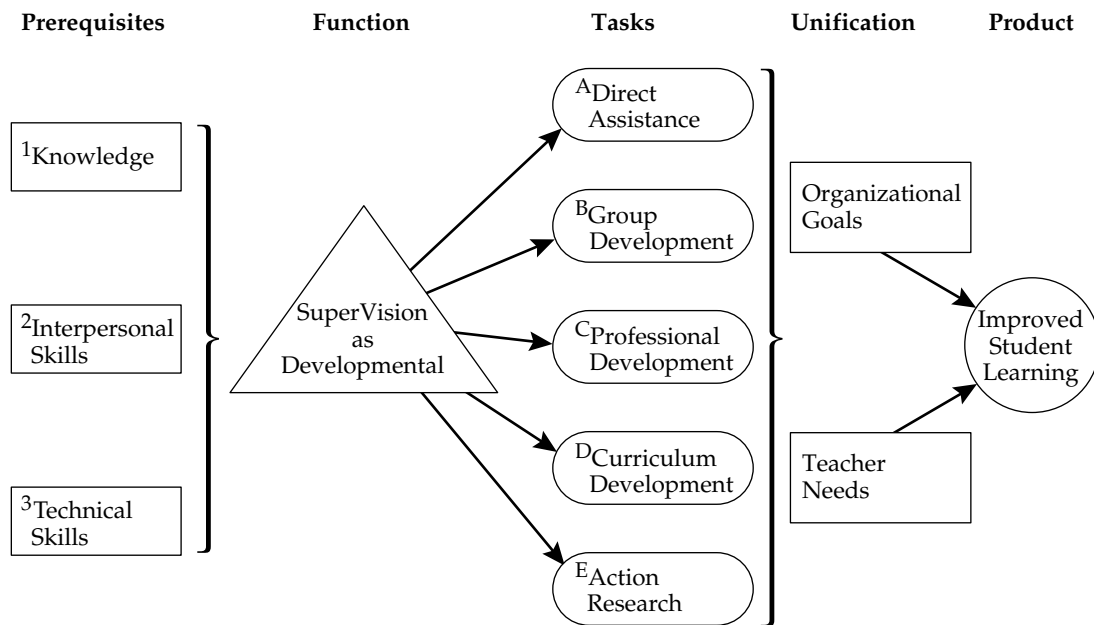 Prerequisites
Function
Tasks
Unification
Product
1Knowledge
2Interpersonal
Skills
3Technical
Skills
SuperVision
as
Developmental
ADirect
Assistance
BGroup
Development
CProfessional
Development
DCurriculum
Development
EAction
Research
Organizational
Goals
Teacher
Needs
Improved
Student
Learning